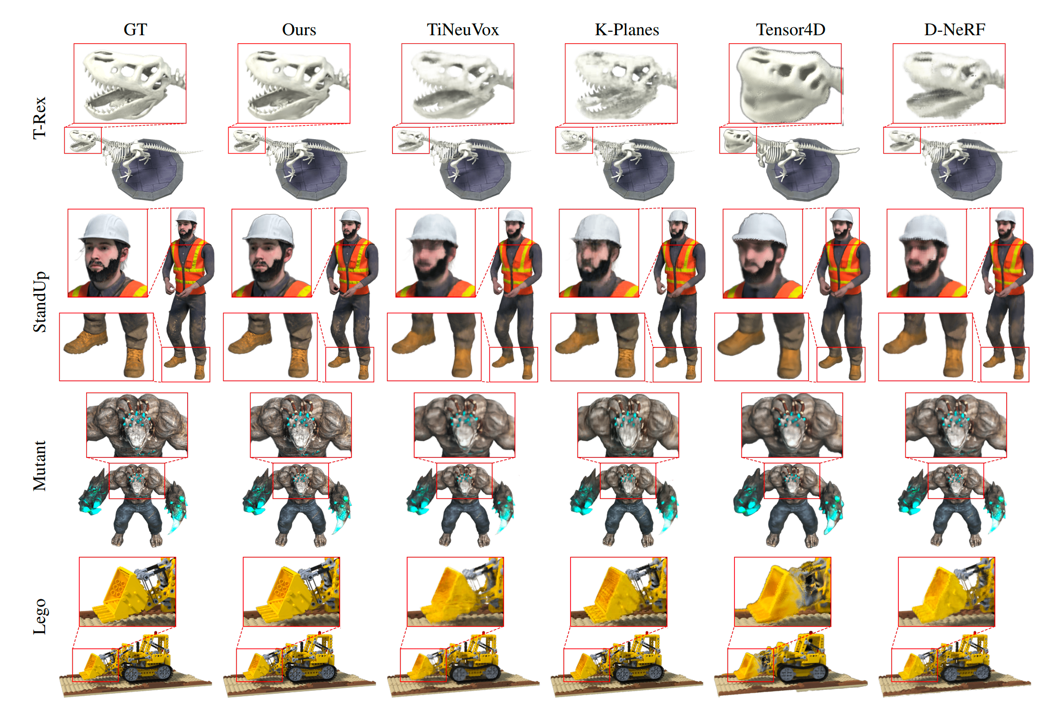 GT Ours TiNeuVox K-Planes Tensor4D D-NeRF
T-Rex
StandUp
Mutant
Lego